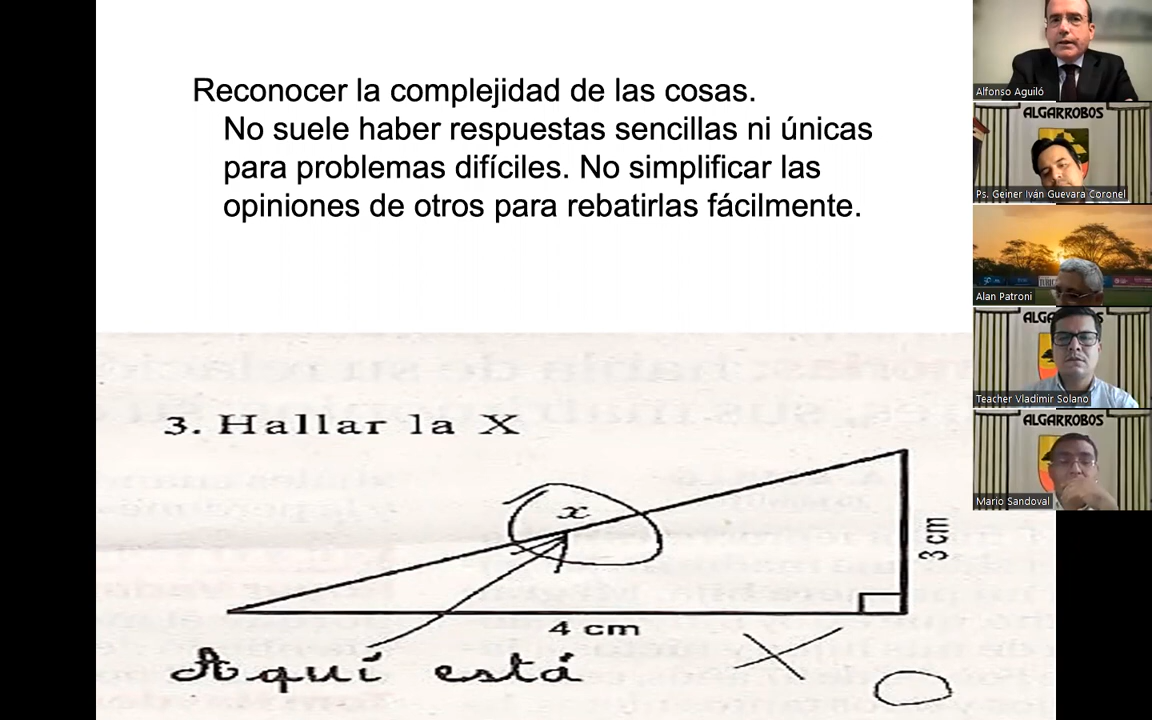 Reconocer la complejidad de las cosas.
No suele haber respuestas sencillas ni únicas
para problemas difíciles. No simplificar las
opiniones de otros para rebatirlas fácilmente.
3. Hallar la X
x
3 cm
4 cm
Aquí está
Alfonso Aguiló
ALGARROBOS
Ps. Geiner Iván Guevara Coronel
Alan Patroni
Teacher Vladimir Solano
ALGARROBOS
Mario Sandoval